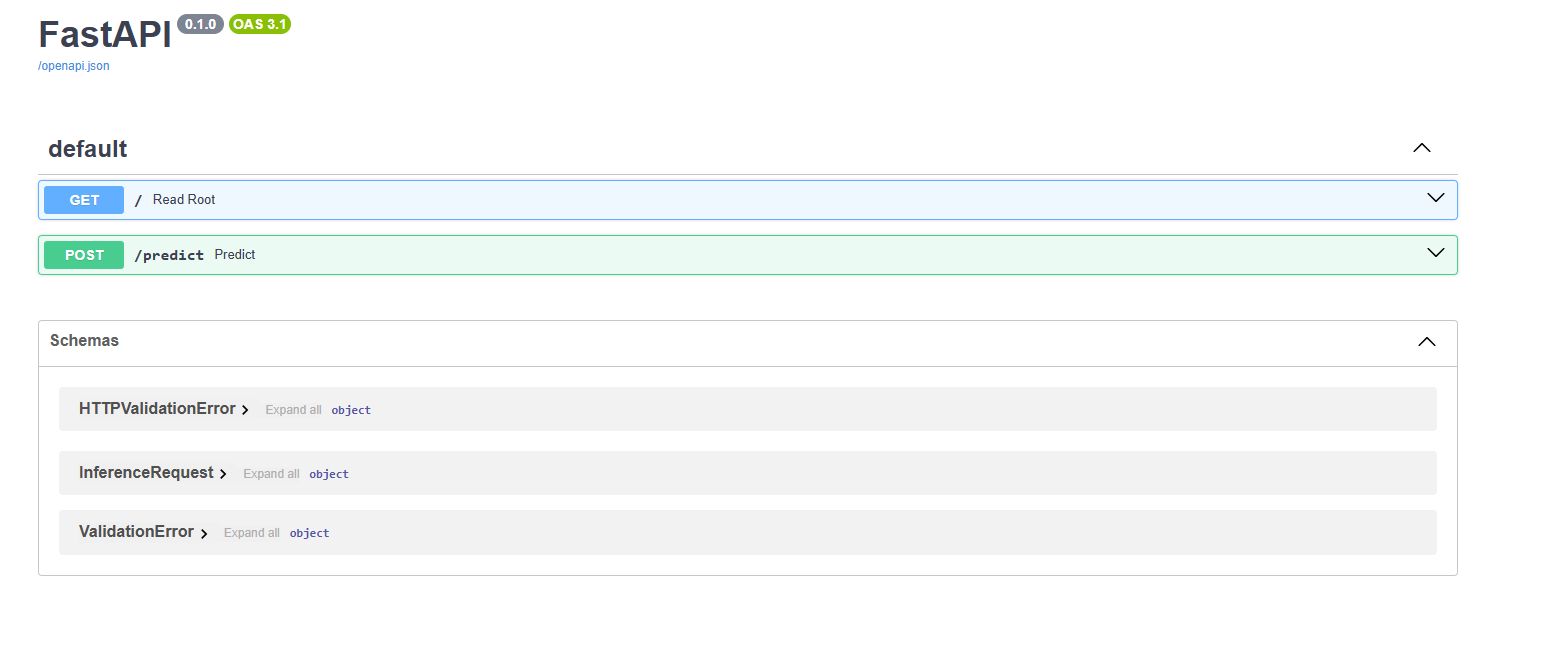 FastAPI 0.1.0 OAS 3.1
/openapi.json
default
GET / Read Root
POST /predict Predict
Schemas
HTTPValidationError Expand all object
InferenceRequest Expand all object
ValidationError Expand all object